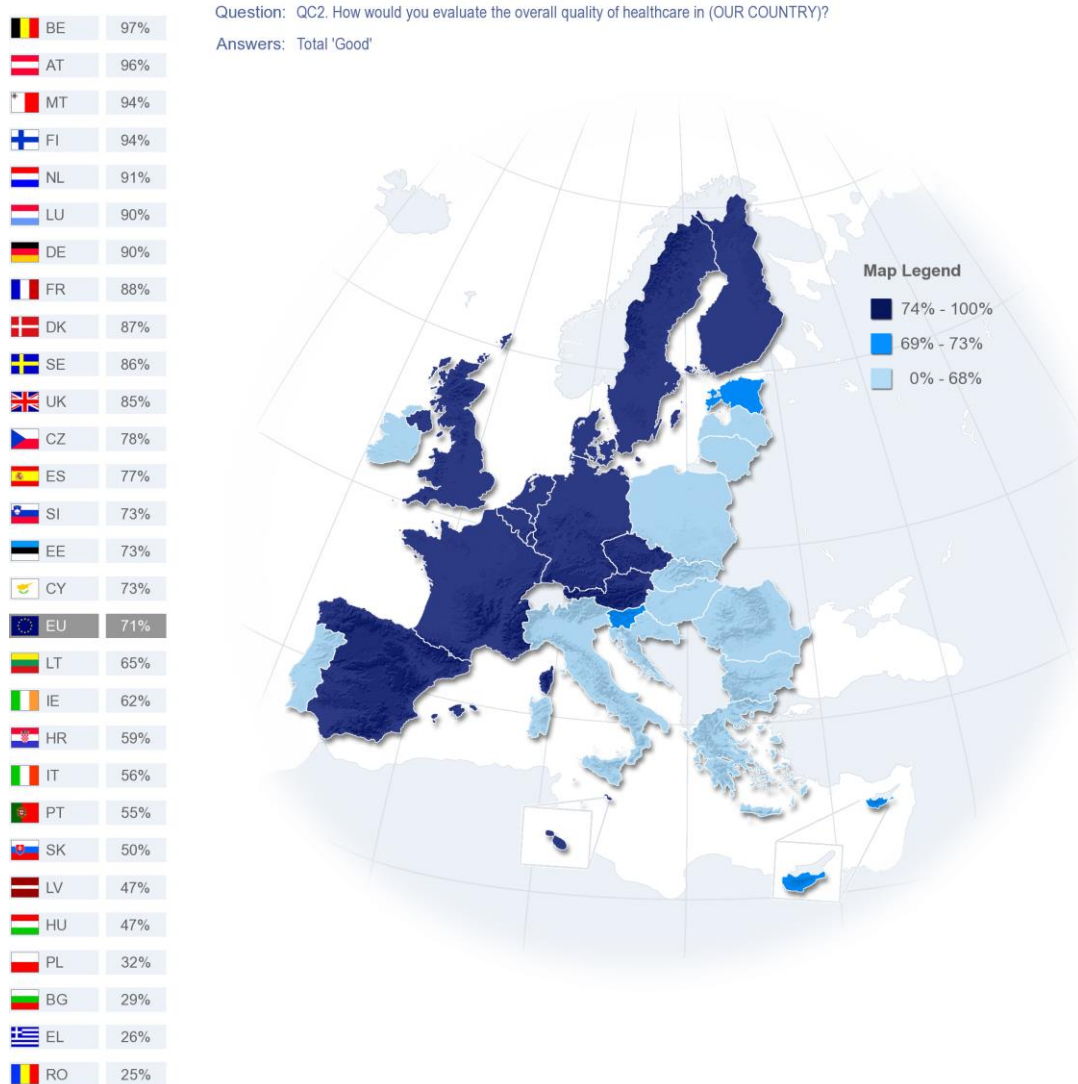 Question: QC2. How would you evaluate the overall quality of healthcare in (OUR COUNTRY)?
Answers: Total 'Good'
BE 97%
AT 96%
MT 94%
FI 94%
NL 91%
LU 90%
DE 90%
FR 88%
DK 87%
SE 86%
UK 85%
CZ 78%
ES 77%
SI 73%
EE 73%
CY 73%
EU 71%
LT 65%
IE 62%
HR 59%
IT 56%
PT 55%
SK 50%
LV 47%
HU 47%
PL 32%
BG 29%
EL 26%
RO 25%
Map Legend
74% - 100%
69% - 73%
0% - 68%